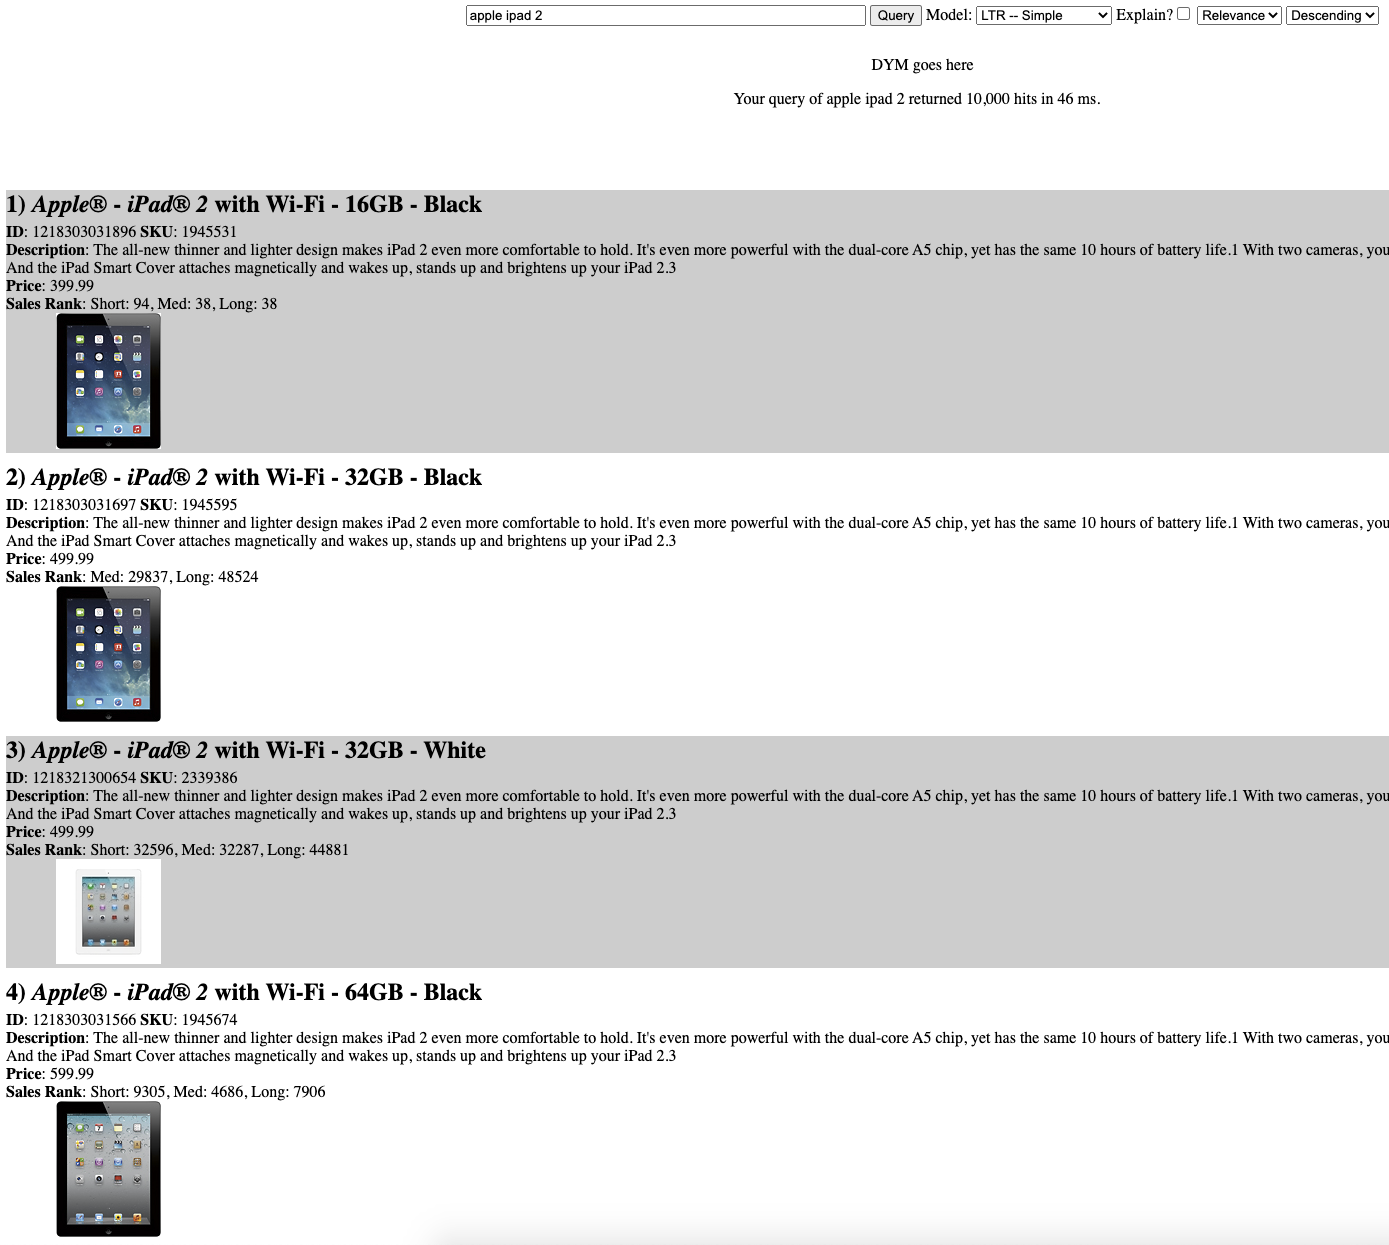 apple ipad 2 Query Model: LTR -- Simple Explain? Relevance Descending
DYM goes here
Your query of apple ipad 2 returned 10,000 hits in 46 ms.
1) Apple® - iPad® 2 with Wi-Fi - 16GB - Black
ID: 1218303031896 SKU: 1945531
Description: The all-new thinner and lighter design makes iPad 2 even more comfortable to hold. It's even more powerful with the dual-core A5 chip, yet has the same 10 hours of battery life.1 With two cameras, you
And the iPad Smart Cover attaches magnetically and wakes up, stands up and brightens up your iPad 2.3
Price: 399.99
Sales Rank: Short: 94, Med: 38, Long: 38
2) Apple® - iPad® 2 with Wi-Fi - 32GB - Black
ID: 1218303031697 SKU: 1945595
Description: The all-new thinner and lighter design makes iPad 2 even more comfortable to hold. It's even more powerful with the dual-core A5 chip, yet has the same 10 hours of battery life.1 With two cameras, you
And the iPad Smart Cover attaches magnetically and wakes up, stands up and brightens up your iPad 2.3
Price: 499.99
Sales Rank: Med: 29837, Long: 48524
3) Apple® - iPad® 2 with Wi-Fi - 32GB - White
ID: 1218321300654 SKU: 2339386
Description: The all-new thinner and lighter design makes iPad 2 even more comfortable to hold. It's even more powerful with the dual-core A5 chip, yet has the same 10 hours of battery life.1 With two cameras, you
And the iPad Smart Cover attaches magnetically and wakes up, stands up and brightens up your iPad 2.3
Price: 499.99
Sales Rank: Short: 32596, Med: 32287, Long: 44881
4) Apple® - iPad® 2 with Wi-Fi - 64GB - Black
ID: 1218303031566 SKU: 1945674
Description: The all-new thinner and lighter design makes iPad 2 even more comfortable to hold. It's even more powerful with the dual-core A5 chip, yet has the same 10 hours of battery life.1 With two cameras, you
And the iPad Smart Cover attaches magnetically and wakes up, stands up and brightens up your iPad 2.3
Price: 599.99
Sales Rank: Short: 9305, Med: 4686, Long: 7906